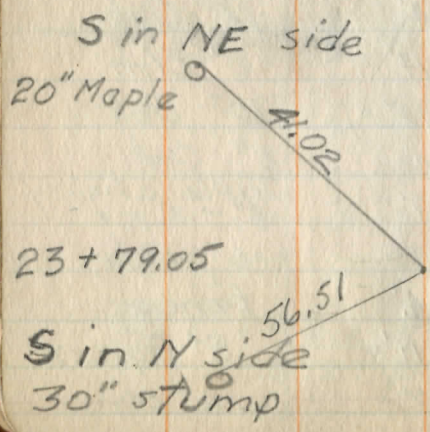 S in NE side
20" Maple
41.02
23 + 79.05
56.51
S in N side
30" stump